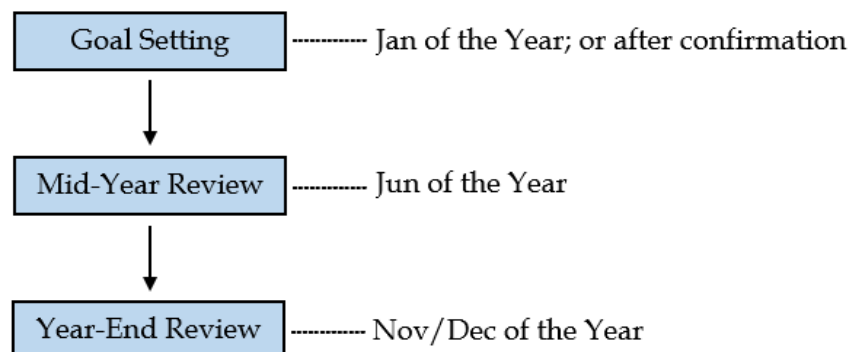 Goal Setting ------------ Jan of the Year; or after confirmation
Mid-Year Review ------------ Jun of the Year
Year-End Review ------------ Nov/Dec of the Year